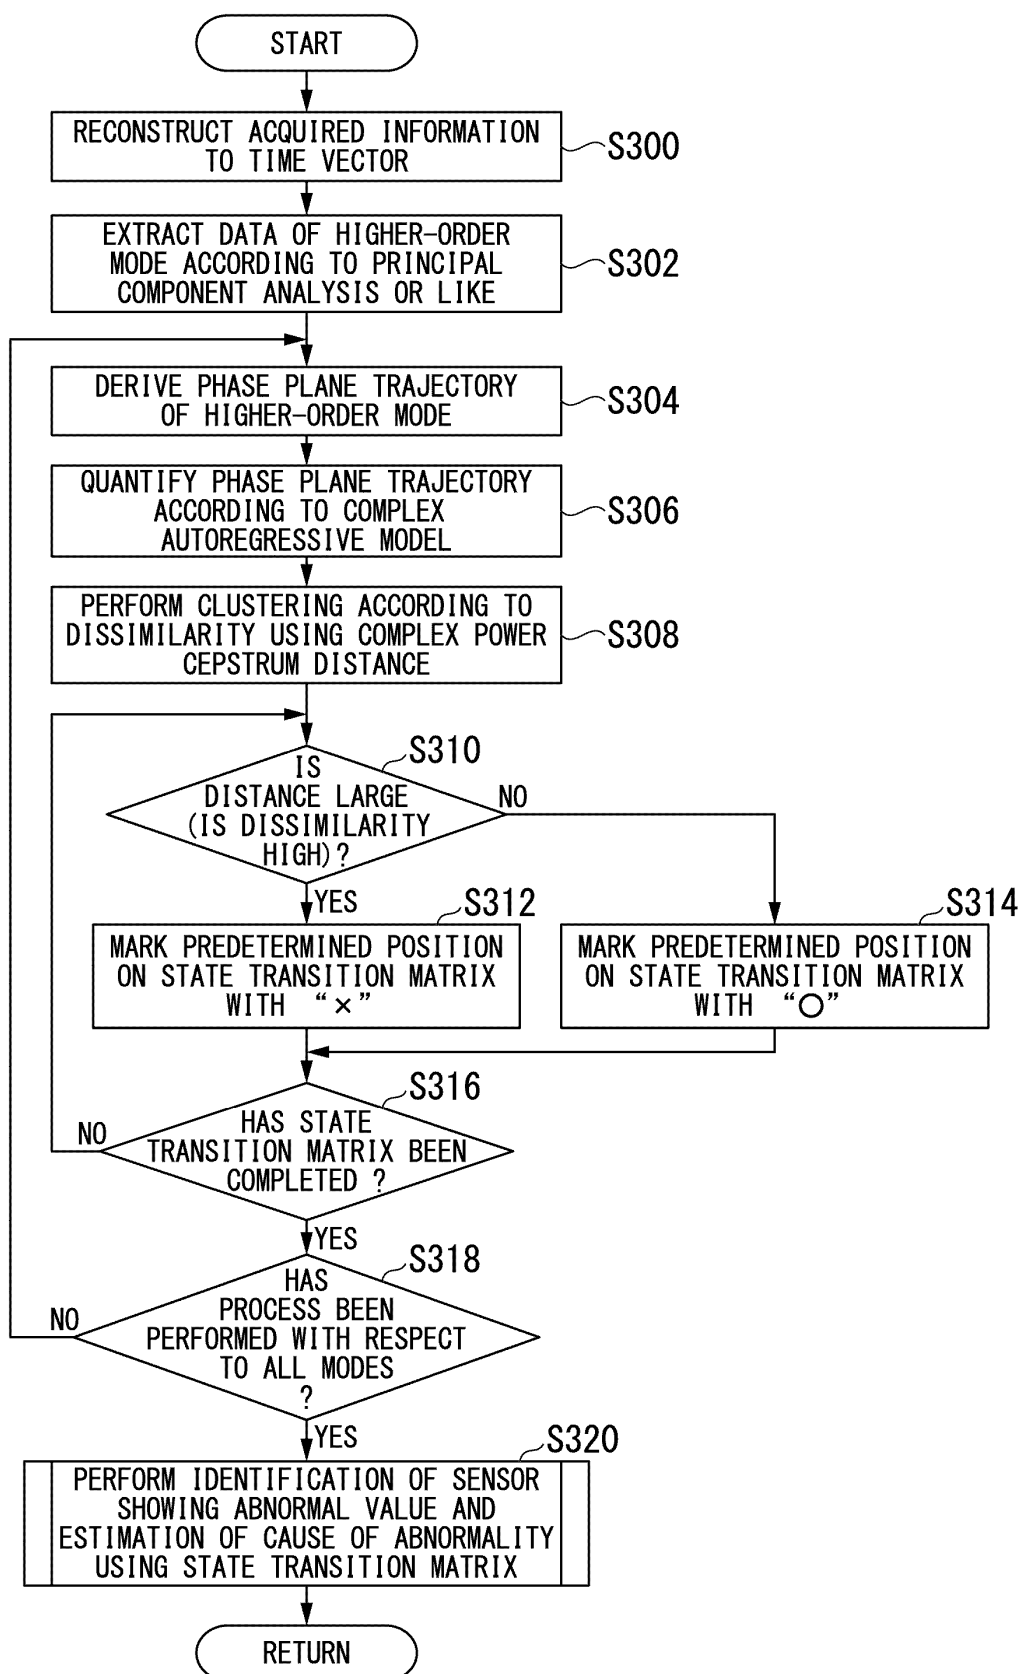 START
RECONSTRUCT ACQUIRED INFORMATION
TO TIME VECTOR
S300
EXTRACT DATA OF HIGHER-ORDER
MODE ACCORDING TO PRINCIPAL
COMPONENT ANALYSIS OR LIKE
S302
DERIVE PHASE PLANE TRAJECTORY
OF HIGHER-ORDER MODE
S304
QUANTIFY PHASE PLANE TRAJECTORY
ACCORDING TO COMPLEX
AUTOREGRESSIVE MODEL
S306
PERFORM CLUSTERING ACCORDING TO
DISSIMILARITY USING COMPLEX POWER
CEPSTRUM DISTANCE
S308
S310
IS
DISTANCE LARGE
(IS DISSIMILARITY
HIGH)?
NO
YES
S312
MARK PREDETERMINED POSITION
ON STATE TRANSITION MATRIX
WITH “×”
S314
MARK PREDETERMINED POSITION
ON STATE TRANSITION MATRIX
WITH “○”
S316
HAS STATE
TRANSITION MATRIX BEEN
COMPLETED ?
NO
YES
S318
HAS
PROCESS BEEN
PERFORMED WITH RESPECT
TO ALL MODES
?
NO
YES
S320
PERFORM IDENTIFICATION OF SENSOR
SHOWING ABNORMAL VALUE AND
ESTIMATION OF CAUSE OF ABNORMALITY
USING STATE TRANSITION MATRIX
RETURN